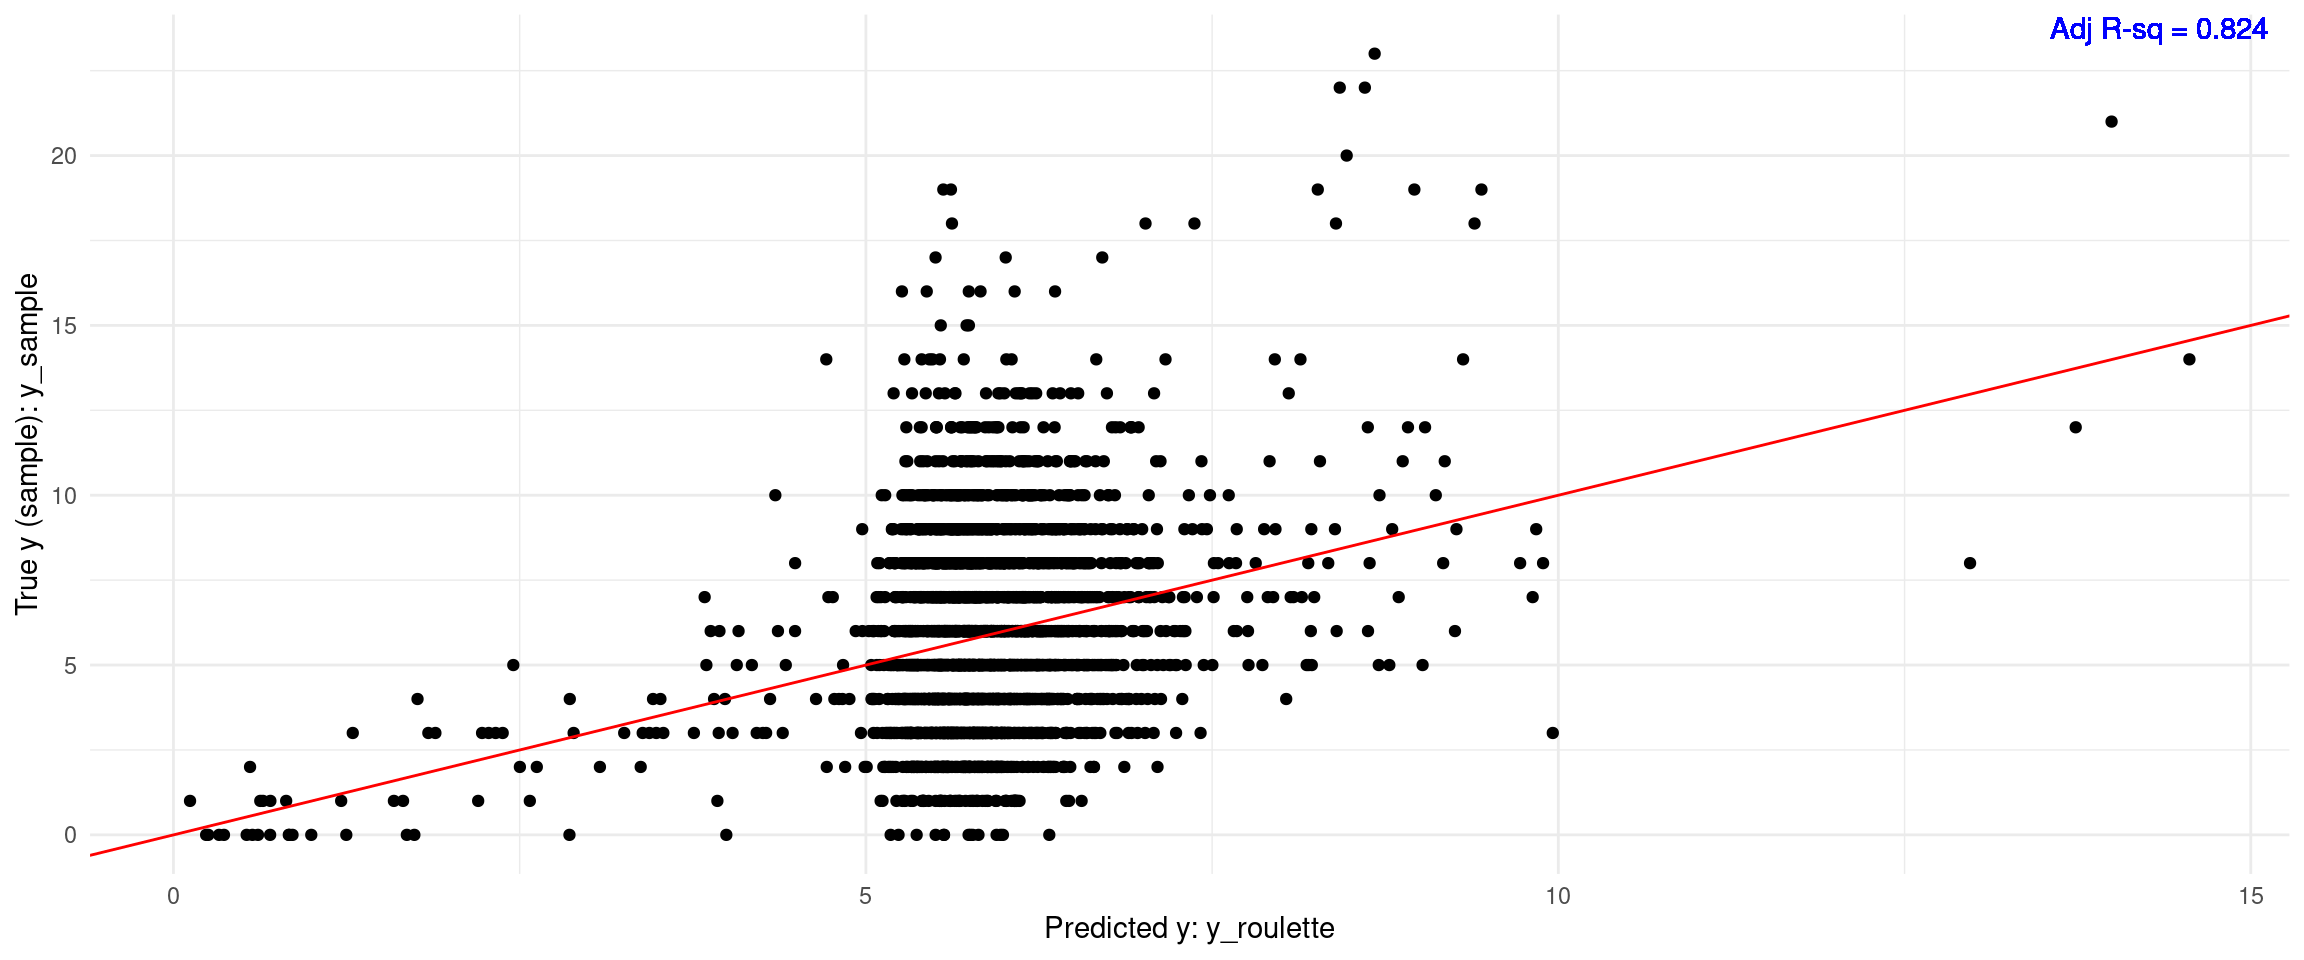 Adj R-sq = 0.824
True y (sample): y_sample
20
15
10
5
0
0 5 10 15
Predicted y: y_roulette